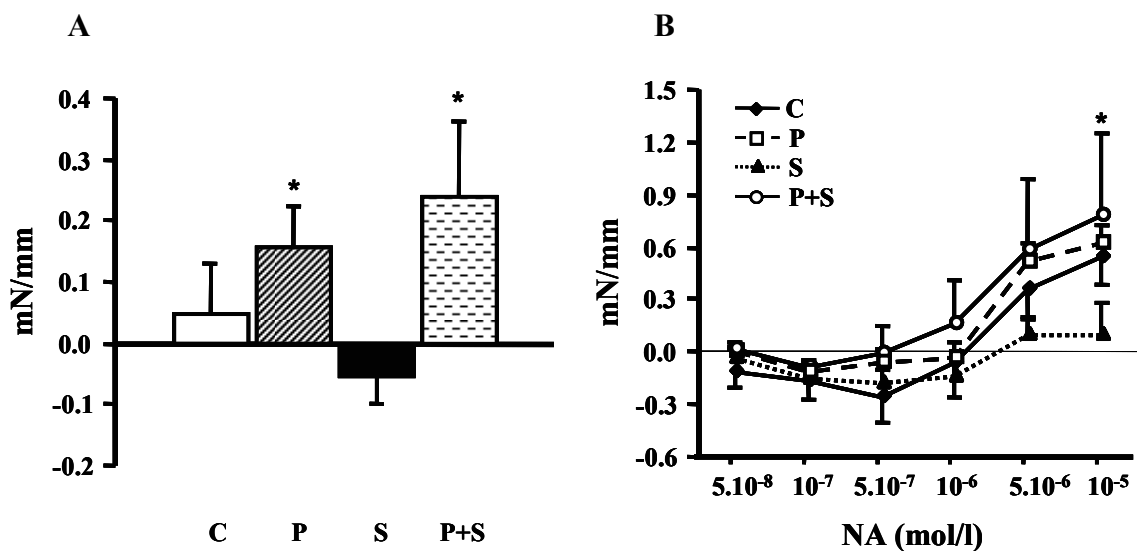 A
mN/mm
0.4
0.3
0.2
0.1
0.0
-0.1
-0.2
*
*
C P S P+S
B
mN/mm
1.5
1.2
0.9
0.6
0.3
0.0
-0.3
-0.6
C
P
S
P+S
*
5.10⁻⁸ 10⁻⁷ 5.10⁻⁷ 10⁻⁶ 5.10⁻⁶ 10⁻⁵
NA (mol/l)